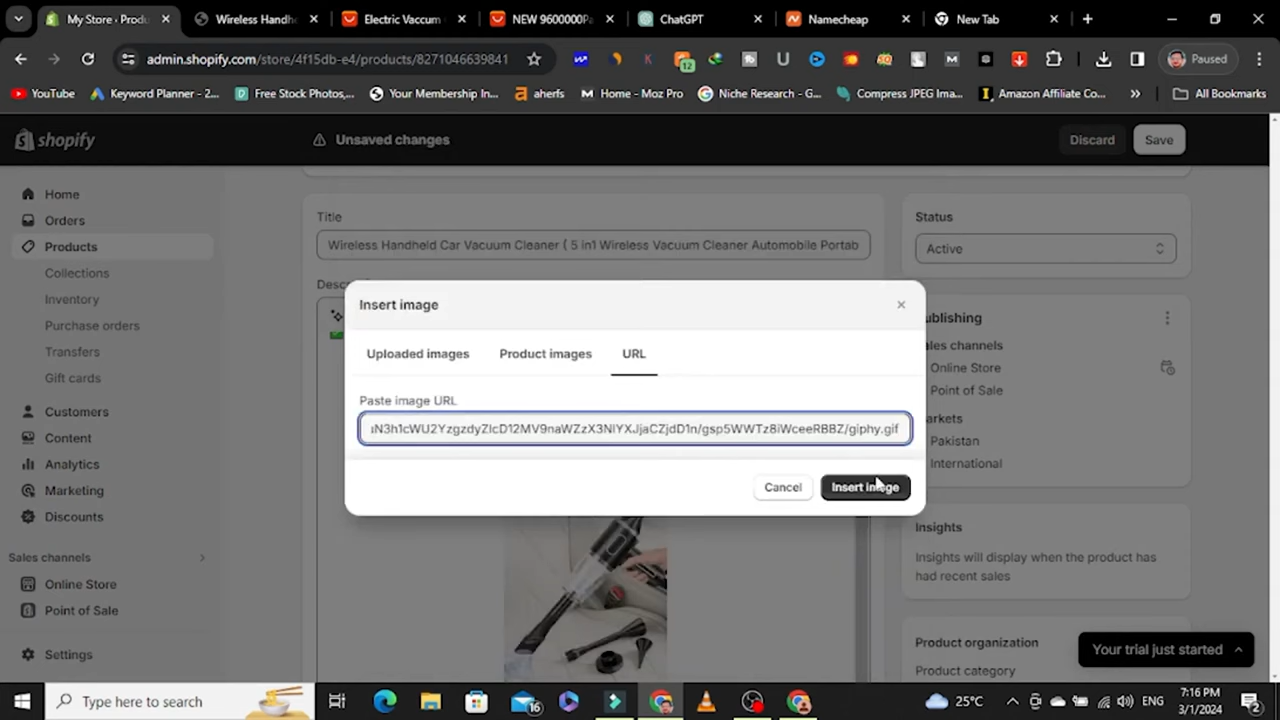 My Store · Produ
Wireless Handh
Electric Vaccum
NEW 9600000Pa
ChatGPT
Namecheap
New Tab
admin.shopify.com/store/4f15db-e4/products/8271046639841
12
Paused
YouTube
Keyword Planner - 2...
Free Stock Photos,...
Your Membership In...
aherfs
Home - Moz Pro
Niche Research - G...
Compress JPEG Ima...
Amazon Affiliate Co...
All Bookmarks
shopify
Unsaved changes
Discard
Save
Home
Orders
Products
Collections
Inventory
Purchase orders
Transfers
Gift cards
Customers
Content
Analytics
Marketing
Discounts
Sales channels
Online Store
Point of Sale
Settings
Title
Wireless Handheld Car Vacuum Cleaner ( 5 in1 Wireless Vacuum Cleaner Automobile Portab
Descr
Insert image
Uploaded images
Product images
URL
Paste image URL
Cancel
Insert image
Status
Active
ublishing
ales channels
Online Store
Point of Sale
arkets
Pakistan
International
Insights
Insights will display when the product has
had recent sales
Product organization
Product category
Your trial just started
Type here to search
16
25°C
ENG
7:16 PM
3/1/2024
2